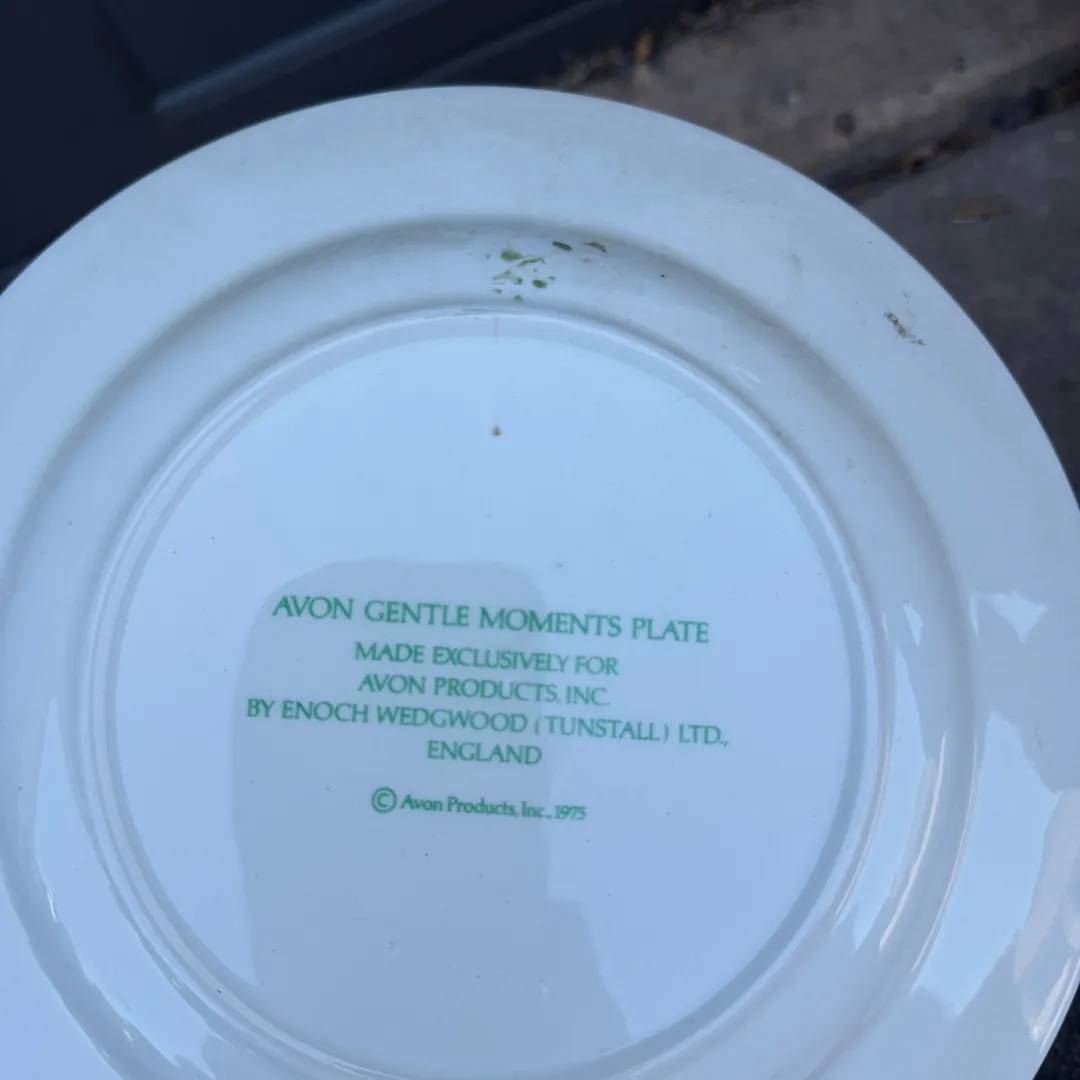 AVON GENTLE MOMENTS PLATE
MADE EXCLUSIVELY FOR
AVON PRODUCTS, INC.
BY ENOCH WEDGWOOD (TUNSTALL) LTD.,
ENGLAND
© Avon Products, Inc., 1975